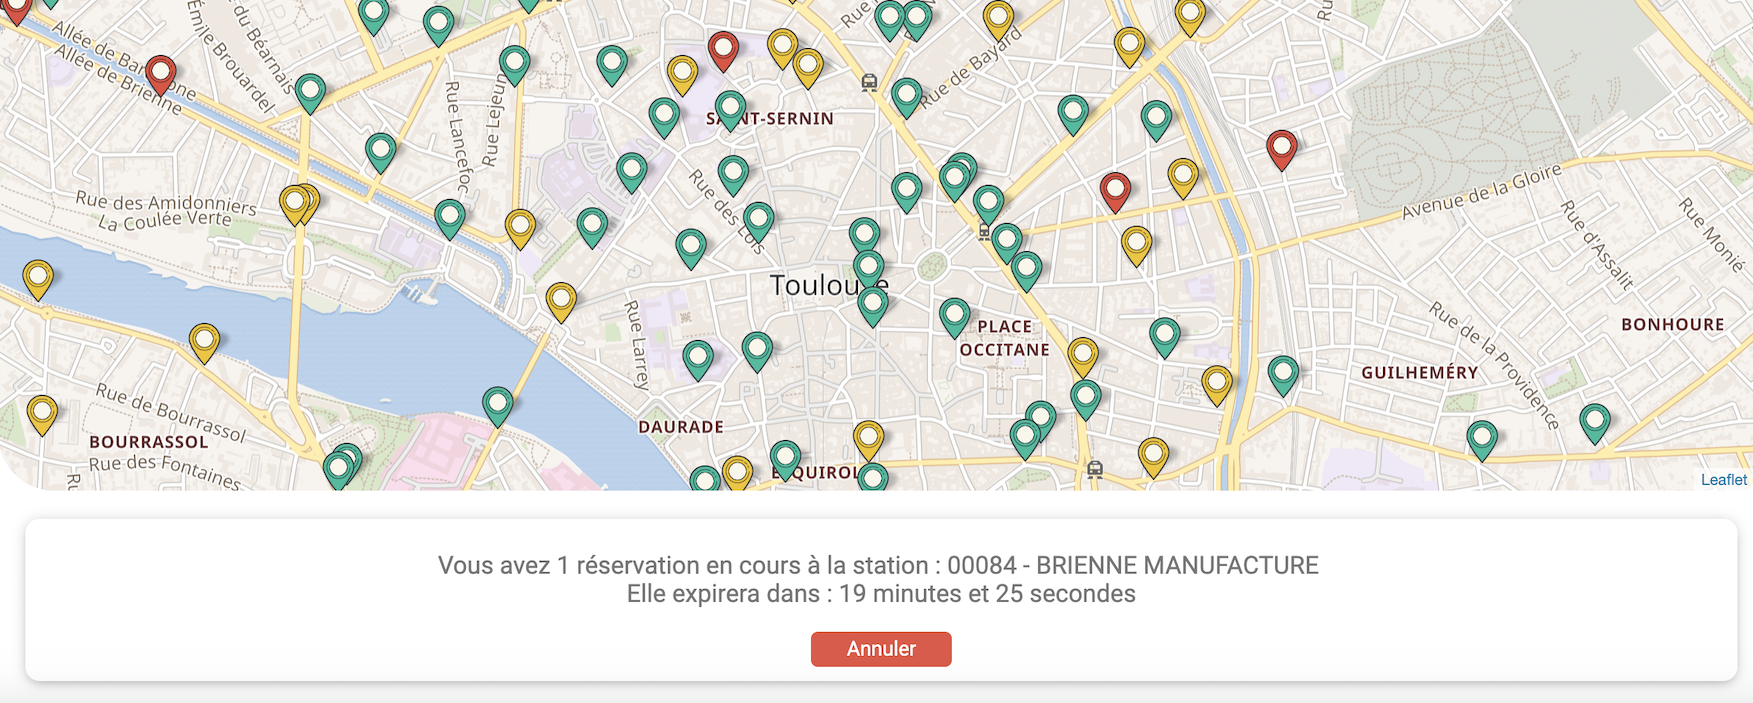 Allée de Barcelone
Allée de Brienne
Émile Brouardel
du Béarnais
Rue Lancefoc
Rue Lejeune
Rue
Rue de Bayard
Ru
SAINT-SERNIN
Rue des Amidonniers
La Coulée Verte
Rue des Lois
Avenue de la Gloire
Rue d'Assalit
Rue Monié
Toulouse
Rue Larrey
PLACE
OCCITANE
Rue de la Providence
BONHOURE
GUILHEMÉRY
Rue de Bourrassol
BOURRASSOL
Rue des Fontaines
Ru
DAURADE
ESQUIROL
Leaflet
Vous avez 1 réservation en cours à la station : 00084 - BRIENNE MANUFACTURE
Elle expirera dans : 19 minutes et 25 secondes
Annuler